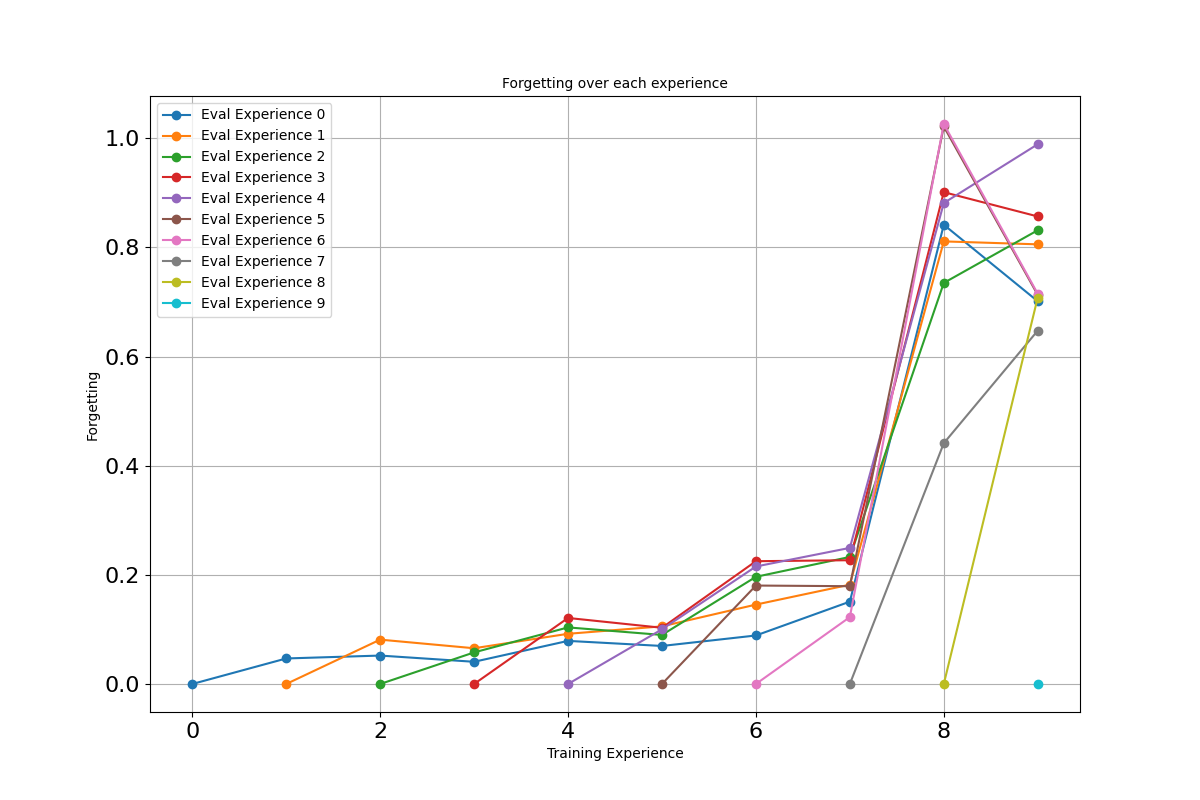 Forgetting over each experience
Eval Experience 0
Eval Experience 1
Eval Experience 2
Eval Experience 3
Eval Experience 4
Eval Experience 5
Eval Experience 6
Eval Experience 7
Eval Experience 8
Eval Experience 9
1.0
0.8
0.6
0.4
0.2
0.0
Forgetting
0 2 4 6 8
Training Experience